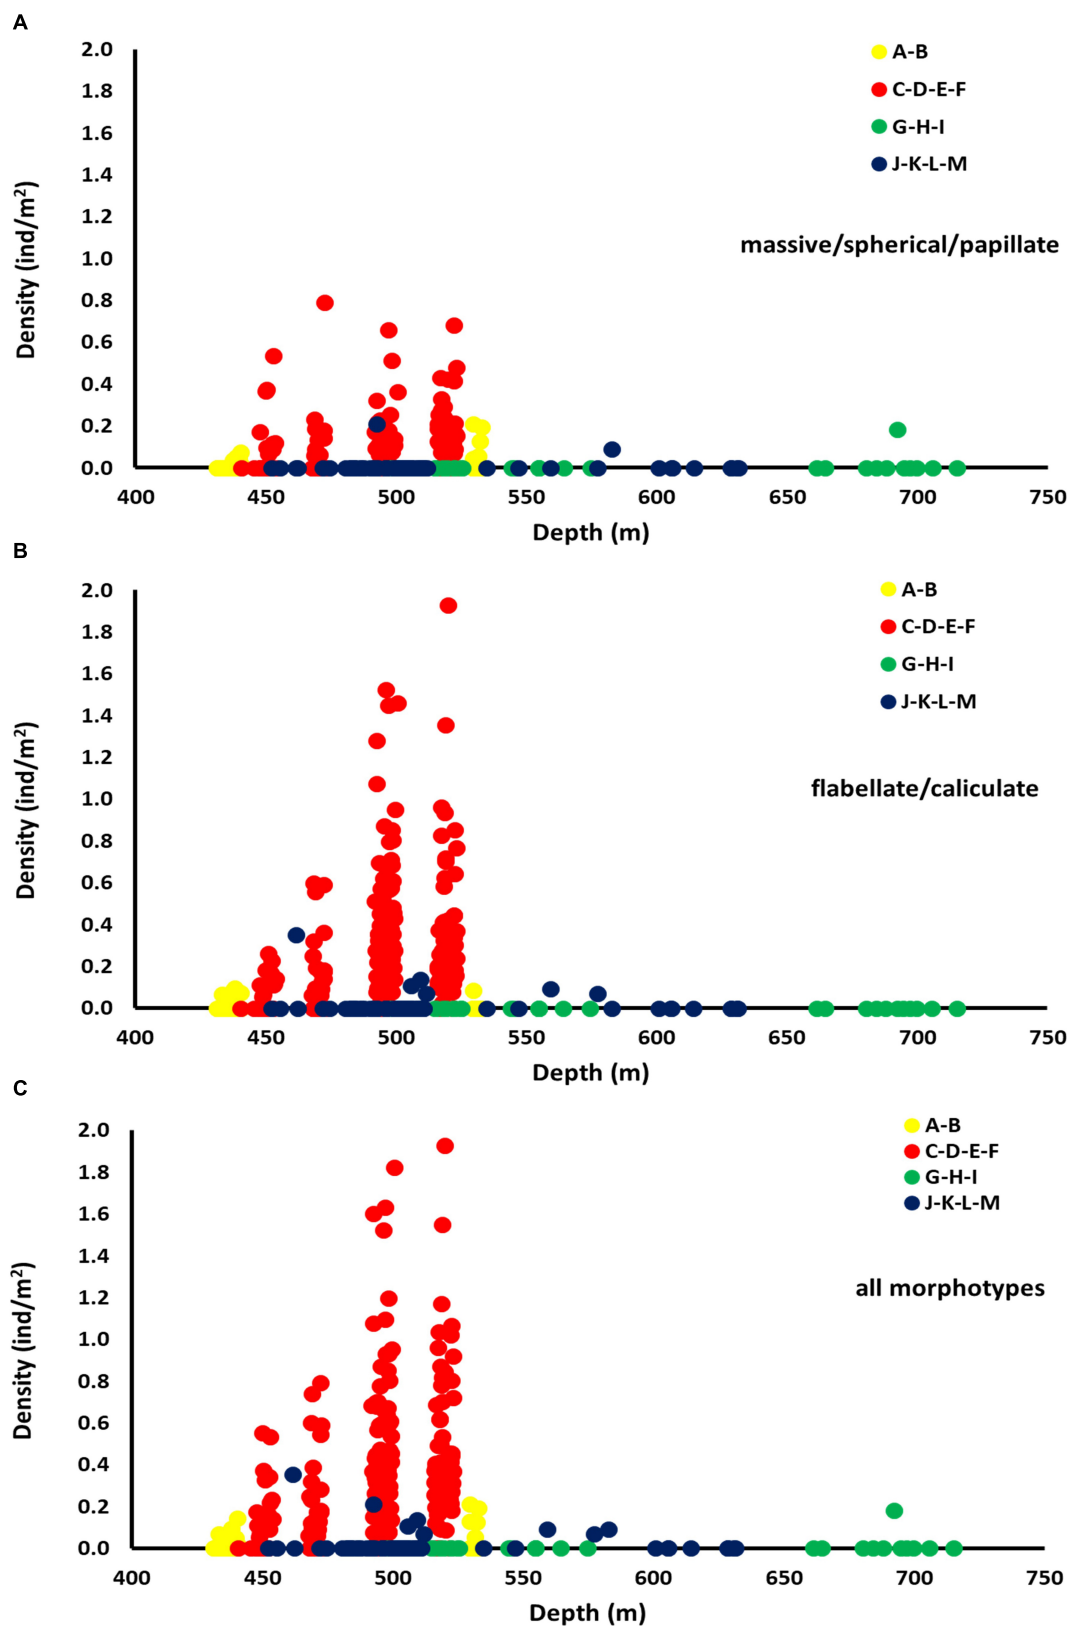 A
2.0
1.8
1.6
1.4
1.2
1.0
0.8
0.6
0.4
0.2
0.0
Density (ind/m²)
A-B
C-D-E-F
G-H-I
J-K-L-M
massive/spherical/papillate
400 450 500 550 600 650 700 750
Depth (m)
B
2.0
1.8
1.6
1.4
1.2
1.0
0.8
0.6
0.4
0.2
0.0
Density (ind/m²)
A-B
C-D-E-F
G-H-I
J-K-L-M
flabellate/caliculate
400 450 500 550 600 650 700 750
Depth (m)
C
2.0
1.8
1.6
1.4
1.2
1.0
0.8
0.6
0.4
0.2
0.0
Density (ind/m²)
A-B
C-D-E-F
G-H-I
J-K-L-M
all morphotypes
400 450 500 550 600 650 700 750
Depth (m)